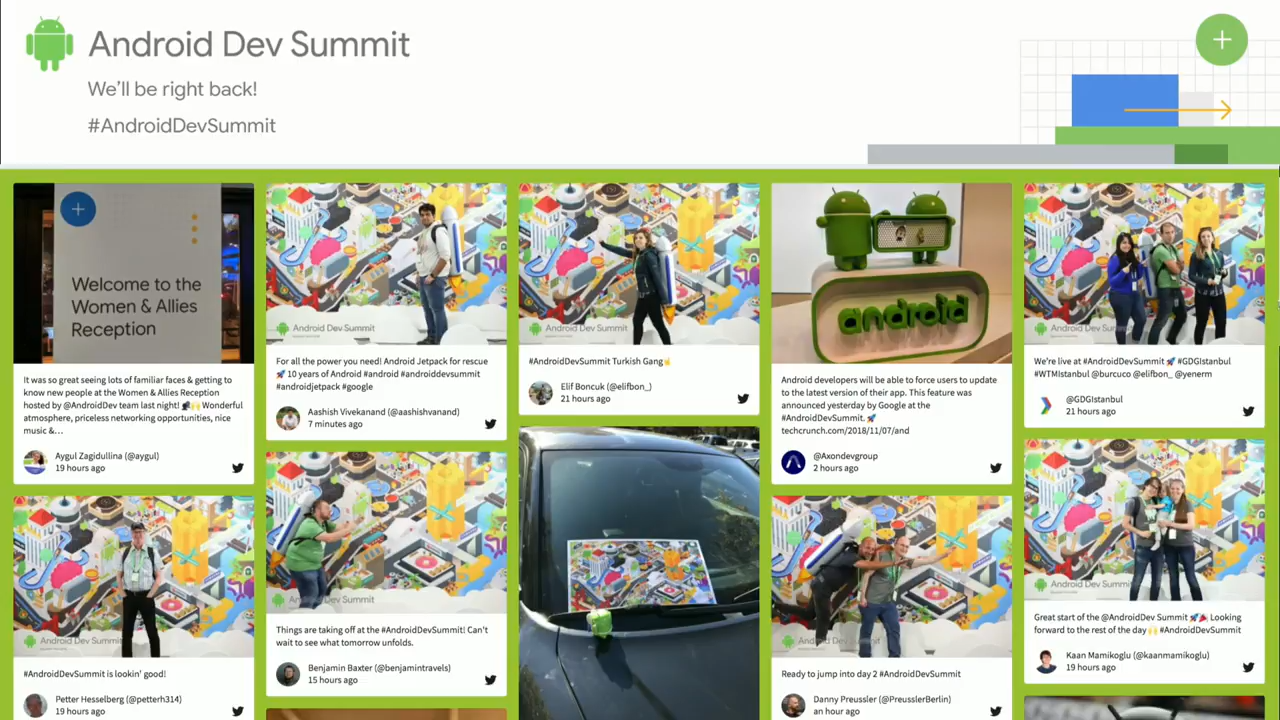 Android Dev Summit
We'll be right back!
#AndroidDevSummit
Welcome to the
Women & Allies
Reception
It was so great seeing lots of familiar faces & getting to
know new people at the Women & Allies Reception
hosted by @AndroidDev team last night! 🙌 Wonderful
atmosphere, priceless networking opportunities, nice
music &...
Aygul Zagidullina (@aygul)
19 hours ago
Android Dev Summit
#AndroidDevSummit is lookin' good!
Petter Hesselberg (@petterh314)
19 hours ago
Android Dev Summit
For all the power you need! Android Jetpack for rescue
🚀 10 years of Android #android #androiddevsummit
#androidjetpack #google
Aashish Vivekanand (@aashishvanand)
7 minutes ago
Android Dev Summit
Things are taking off at the #AndroidDevSummit! Can't
wait to see what tomorrow unfolds.
Benjamin Baxter (@benjamintravels)
15 hours ago
Android Dev Summit
#AndroidDevSummit Turkish Gang🤘
Elif Boncuk (@elifbon_)
21 hours ago
android
Android developers will be able to force users to update
to the latest version of their app. This feature was
announced yesterday by Google at the
#AndroidDevSummit. 🚀
techcrunch.com/2018/11/07/and
@Axondevgroup
2 hours ago
Android Dev Summit
Ready to jump into day 2 #AndroidDevSummit
Danny Preussler (@PreusslerBerlin)
an hour ago
Android Dev Summit
We're live at #AndroidDevSummit 🚀 #GDGIstanbul
#WTMIstanbul @burcuco @elifbon_ @yenerm
@GDGIstanbul
21 hours ago
Android Dev Summit
Great start of the @AndroidDev Summit 🚀🎉 Looking
forward to the rest of the day🙌 #AndroidDevSummit
Kaan Mamikoglu (@kaanmamikoglu)
19 hours ago